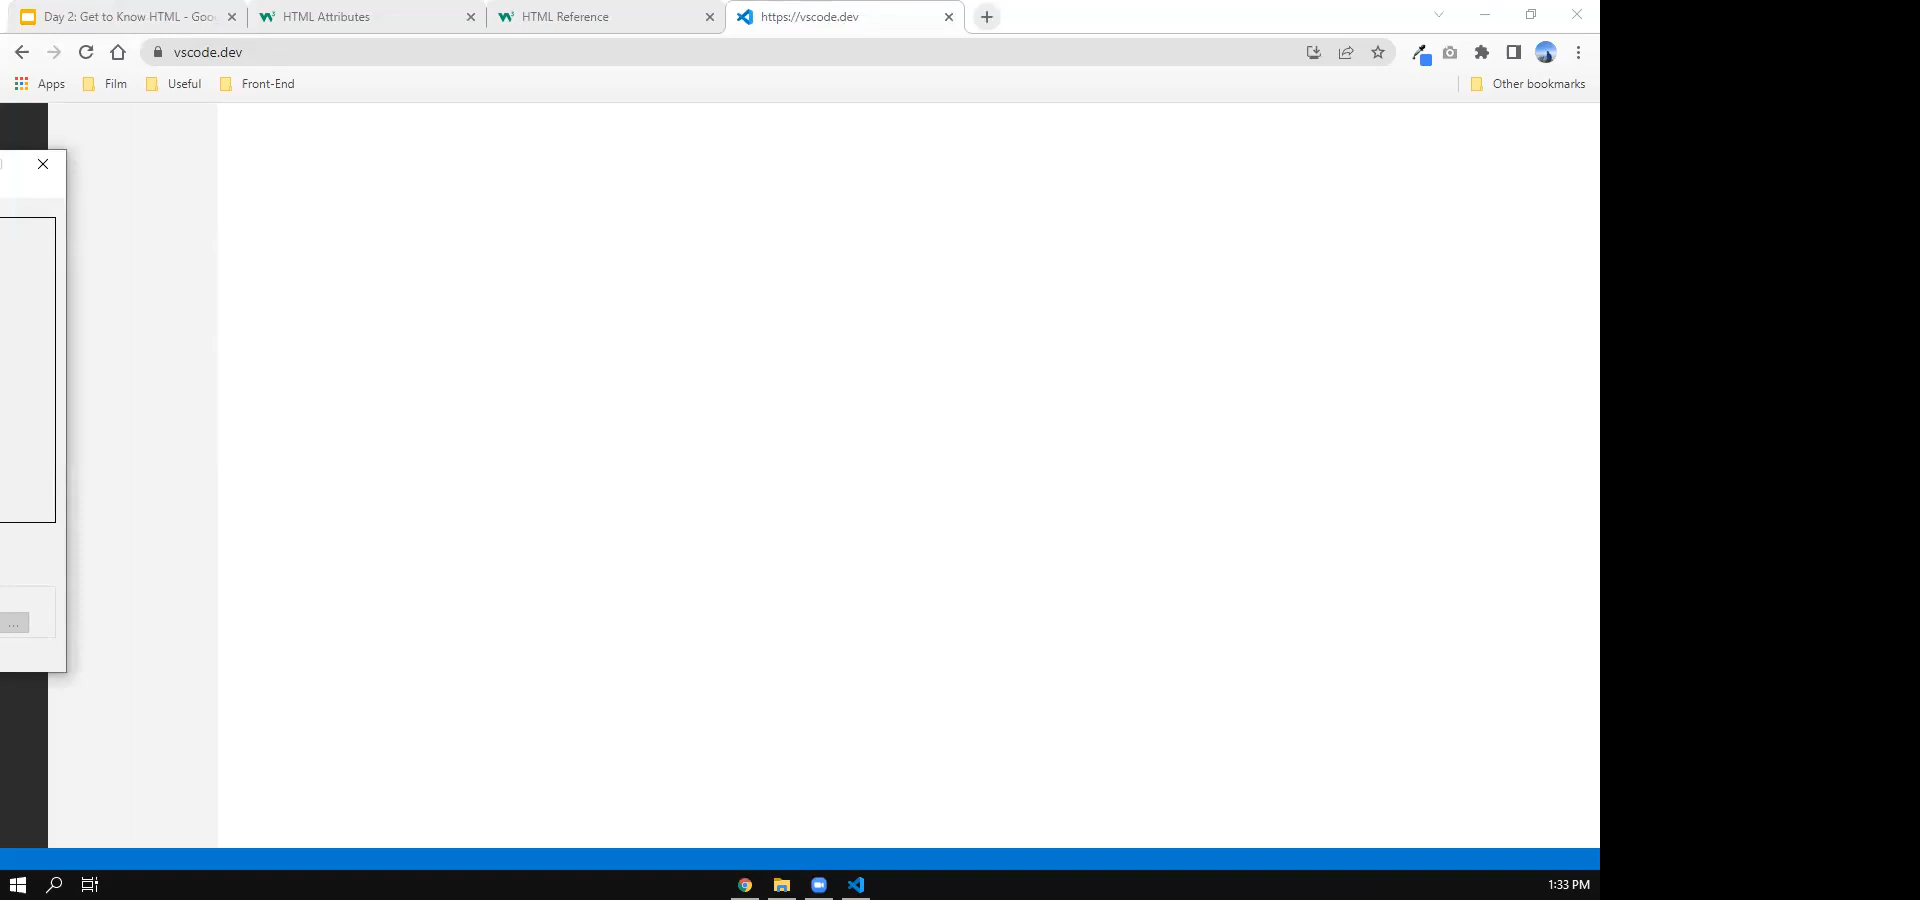 Day 2: Get to Know HTML - Goo
HTML Attributes
HTML Reference
https://vscode.dev
vscode.dev
Apps
Film
Useful
Front-End
Other bookmarks
...
1:33 PM